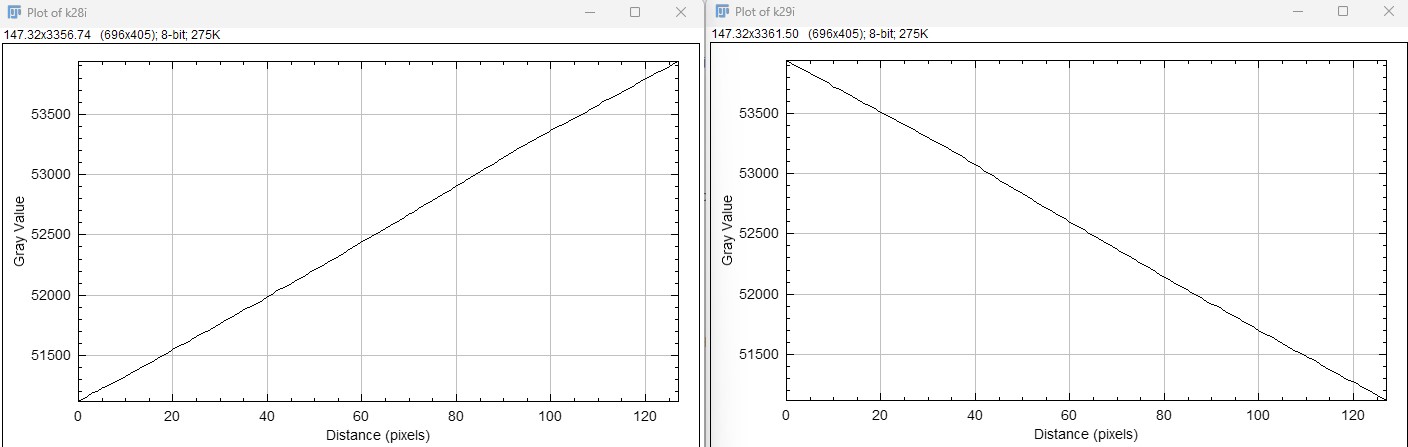 Plot of k28i
147.32x3356.74 (696x405); 8-bit; 275K
53500
53000
52500
52000
51500
Gray Value
0 20 40 60 80 100 120
Distance (pixels)
Plot of k29i
147.32x3361.50 (696x405); 8-bit; 275K
53500
53000
52500
52000
51500
Gray Value
0 20 40 60 80 100 120
Distance (pixels)